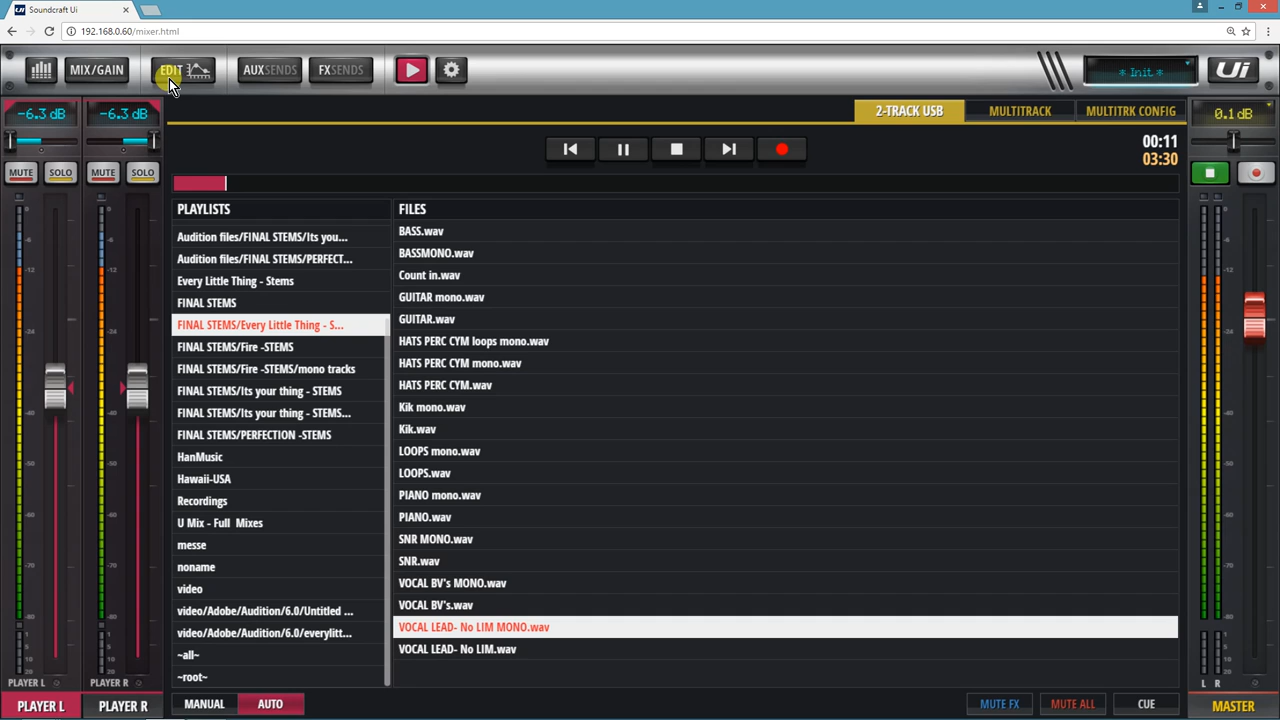 Soundcraft Ui
192.168.0.60/mixer.html
MIX/GAIN
EDIT
AUXSENDS
FXSENDS
* Init *
Ui
-6.3 dB
-6.3 dB
2-TRACK USB
MULTITRACK
MULTITRK CONFIG
0.1 dB
00:11
03:30
MUTE
SOLO
MUTE
SOLO
PLAYLISTS
FILES
Audition files/FINAL STEMS/Its you...
Audition files/FINAL STEMS/PERFECT...
Every Little Thing - Stems
FINAL STEMS
FINAL STEMS/Every Little Thing - S...
FINAL STEMS/Fire -STEMS
FINAL STEMS/Fire -STEMS/mono tracks
FINAL STEMS/Its your thing - STEMS
FINAL STEMS/Its your thing - STEMS...
FINAL STEMS/PERFECTION -STEMS
HanMusic
Hawaii-USA
Recordings
U Mix - Full Mixes
messe
noname
video
video/Adobe/Audition/6.0/Untitled ...
video/Adobe/Audition/6.0/everylitt...
~all~
~root~
BASS.wav
BASSMONO.wav
Count in.wav
GUITAR mono.wav
GUITAR.wav
HATS PERC CYM loops mono.wav
HATS PERC CYM mono.wav
HATS PERC CYM.wav
Kik mono.wav
Kik.wav
LOOPS mono.wav
LOOPS.wav
PIANO mono.wav
PIANO.wav
SNR MONO.wav
SNR.wav
VOCAL BV's MONO.wav
VOCAL BV's.wav
VOCAL LEAD- No LIM MONO.wav
VOCAL LEAD- No LIM.wav
PLAYER L
PLAYER R
L R
PLAYER L
PLAYER R
MANUAL
AUTO
MUTE FX
MUTE ALL
CUE
MASTER